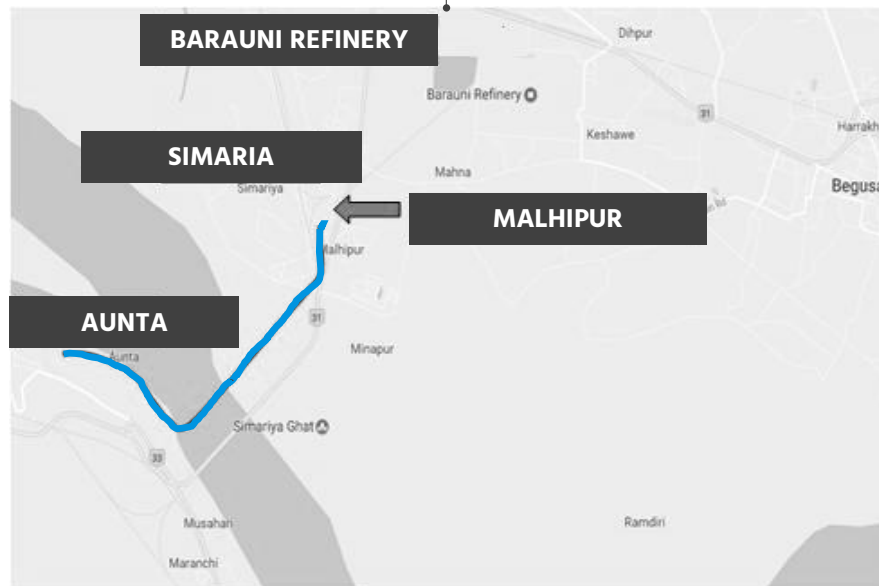 BARAUNI REFINERY
Dihpur
Barauni Refinery
31
Keshawe
Harrakh
SIMARIA
Mahna
Simariya
Begusa
MALHIPUR
Malhipur
AUNTA
31
Aunta
Minapur
Simariya Ghat
33
Musahari
Ramdiri
Maranchi